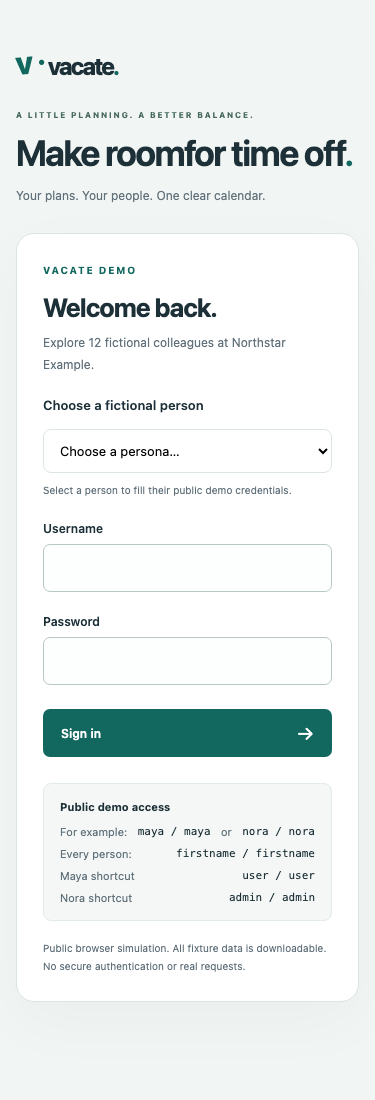 vacate.
A LITTLE PLANNING. A BETTER BALANCE.
Make roomfor time off.
Your plans. Your people. One clear calendar.
VACATE DEMO
Welcome back.
Explore 12 fictional colleagues at Northstar
Example.
Choose a fictional person
Choose a persona...
Select a person to fill their public demo credentials.
Username
Password
Sign in →
Public demo access
For example: maya / maya or nora / nora
Every person: firstname / firstname
Maya shortcut user / user
Nora shortcut admin / admin
Public browser simulation. All fixture data is downloadable.
No secure authentication or real requests.